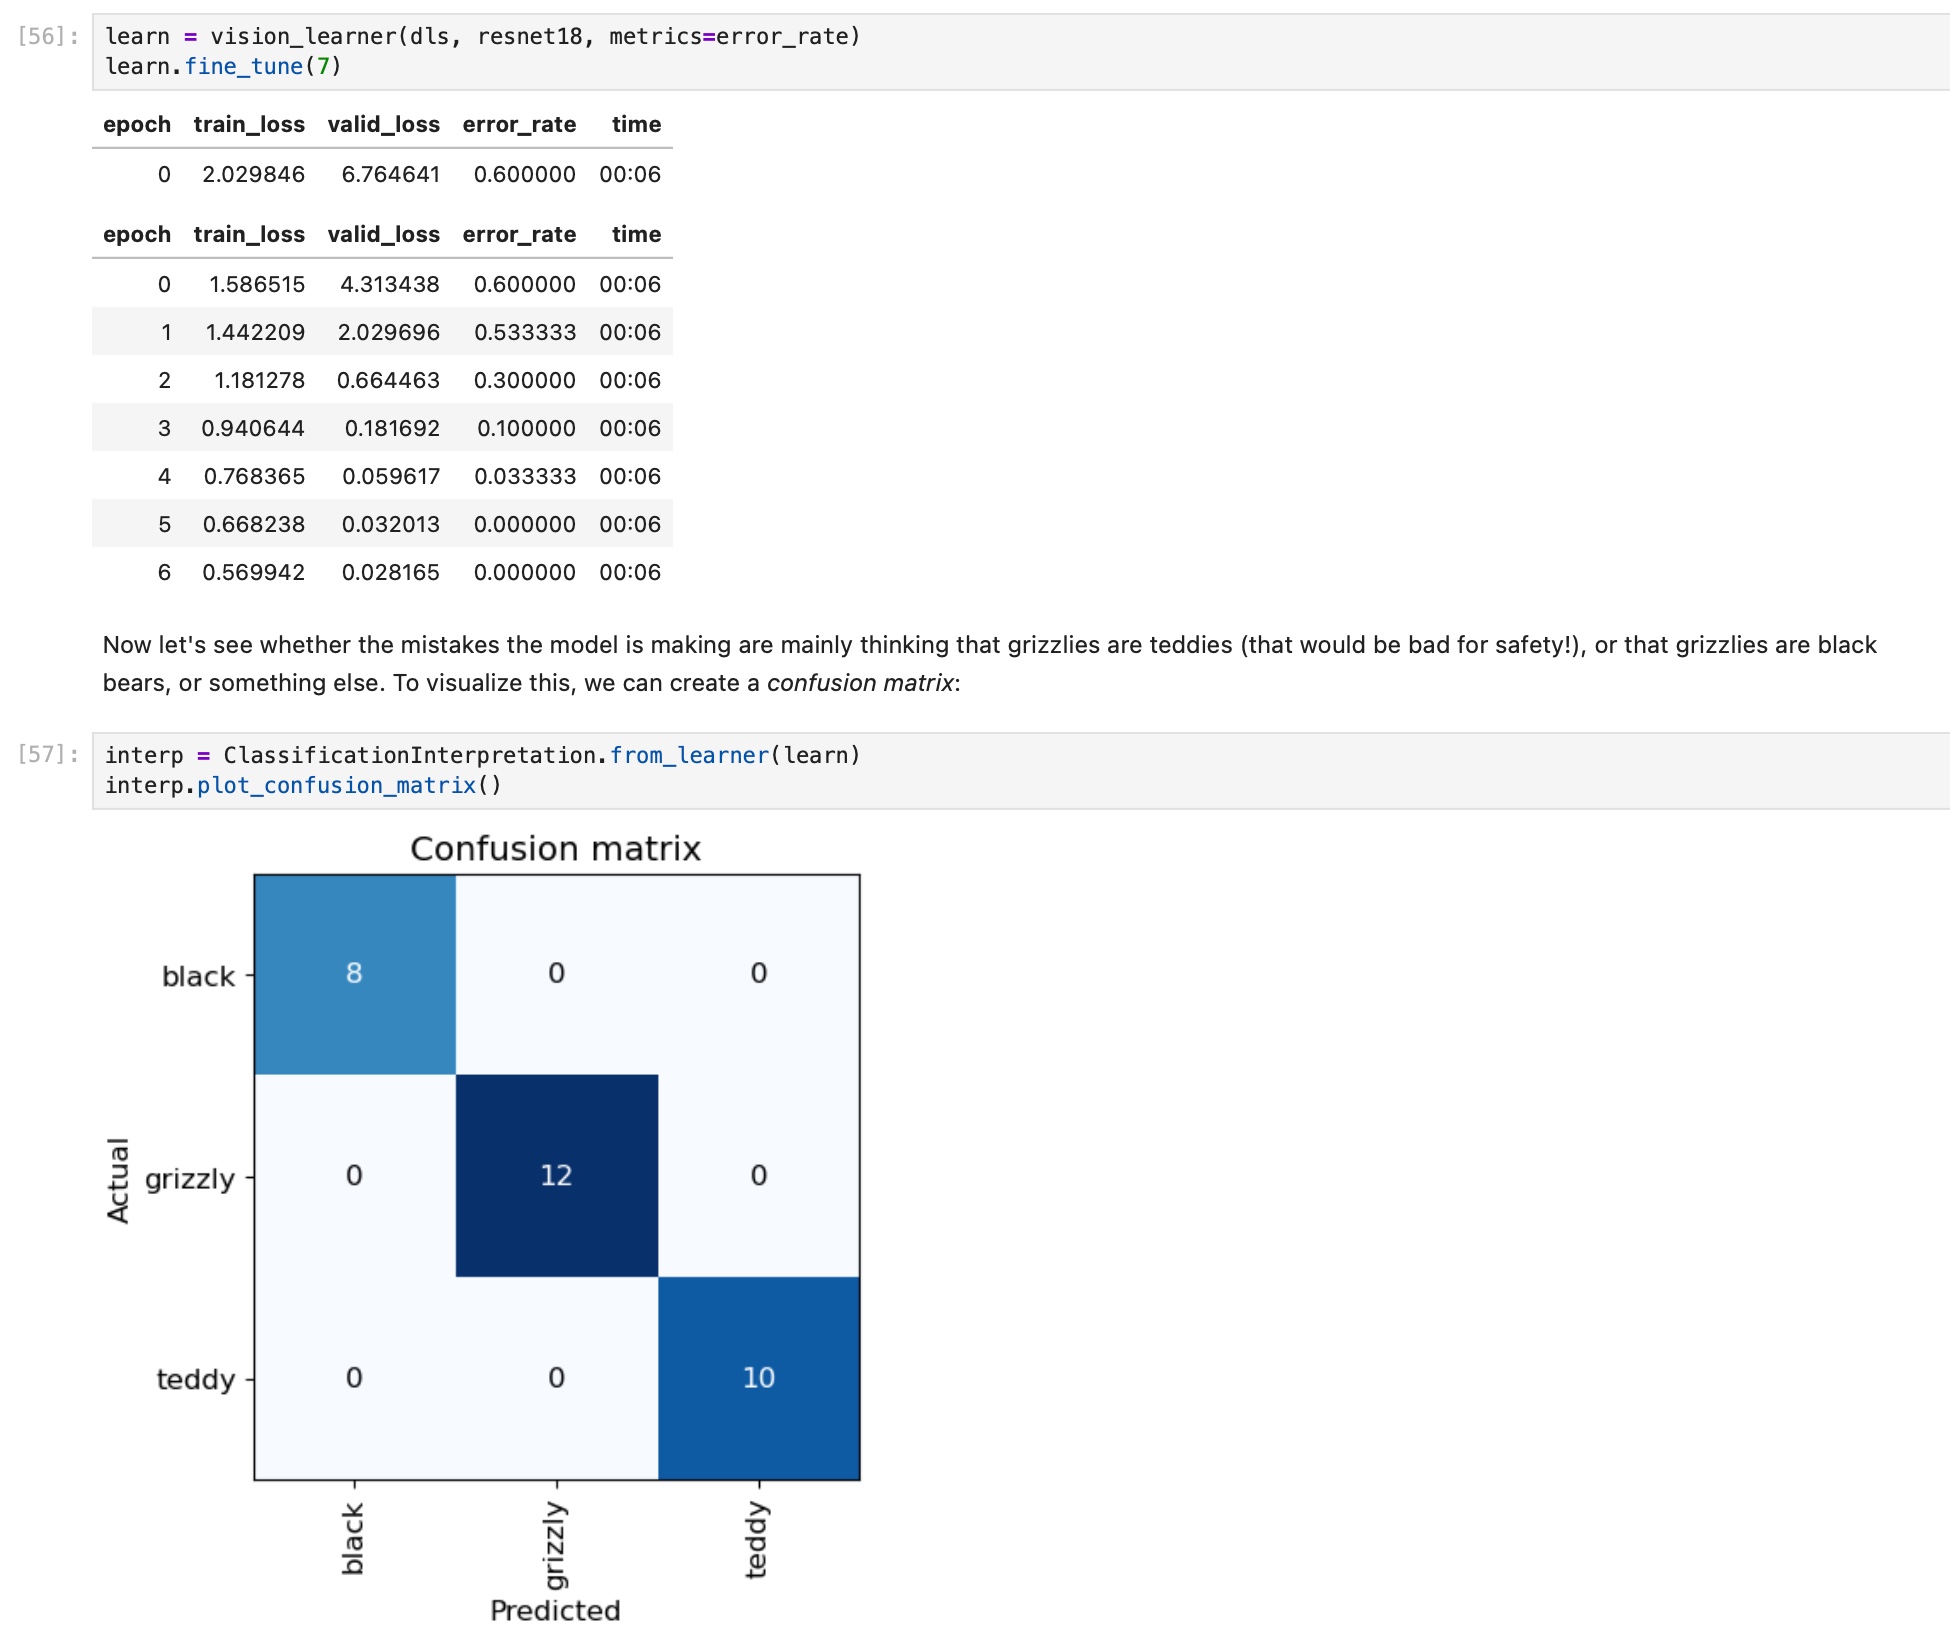 [56]: learn = vision_learner(dls, resnet18, metrics=error_rate)
learn.fine_tune(7)
epoch train_loss valid_loss error_rate time
0 2.029846 6.764641 0.600000 00:06
epoch train_loss valid_loss error_rate time
0 1.586515 4.313438 0.600000 00:06
1 1.442209 2.029696 0.533333 00:06
2 1.181278 0.664463 0.300000 00:06
3 0.940644 0.181692 0.100000 00:06
4 0.768365 0.059617 0.033333 00:06
5 0.668238 0.032013 0.000000 00:06
6 0.569942 0.028165 0.000000 00:06
Now let's see whether the mistakes the model is making are mainly thinking that grizzlies are teddies (that would be bad for safety!), or that grizzlies are black
bears, or something else. To visualize this, we can create a confusion matrix:
[57]: interp = ClassificationInterpretation.from_learner(learn)
interp.plot_confusion_matrix()
Confusion matrix
black 8 0 0
Actual
grizzly 0 12 0
teddy 0 0 10
black grizzly teddy
Predicted